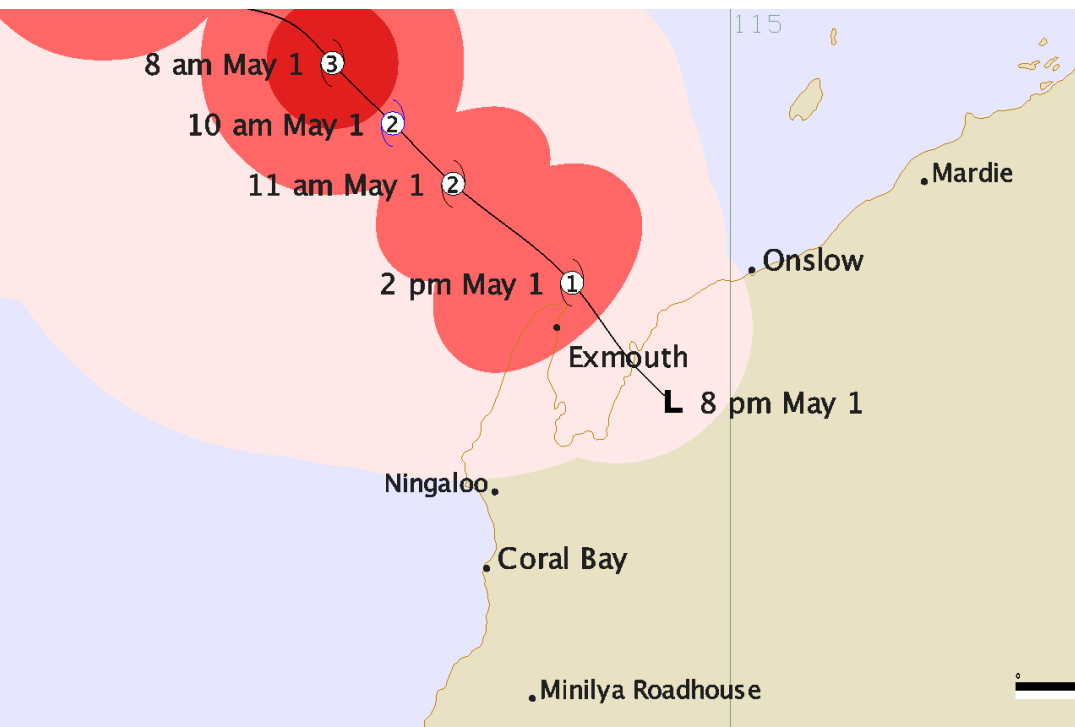 115
8 am May 1
3
10 am May 1
2
11 am May 1
2
Mardie
2 pm May 1
1
Onslow
Exmouth
L
8 pm May 1
Ningaloo
Coral Bay
Minilya Roadhouse
0